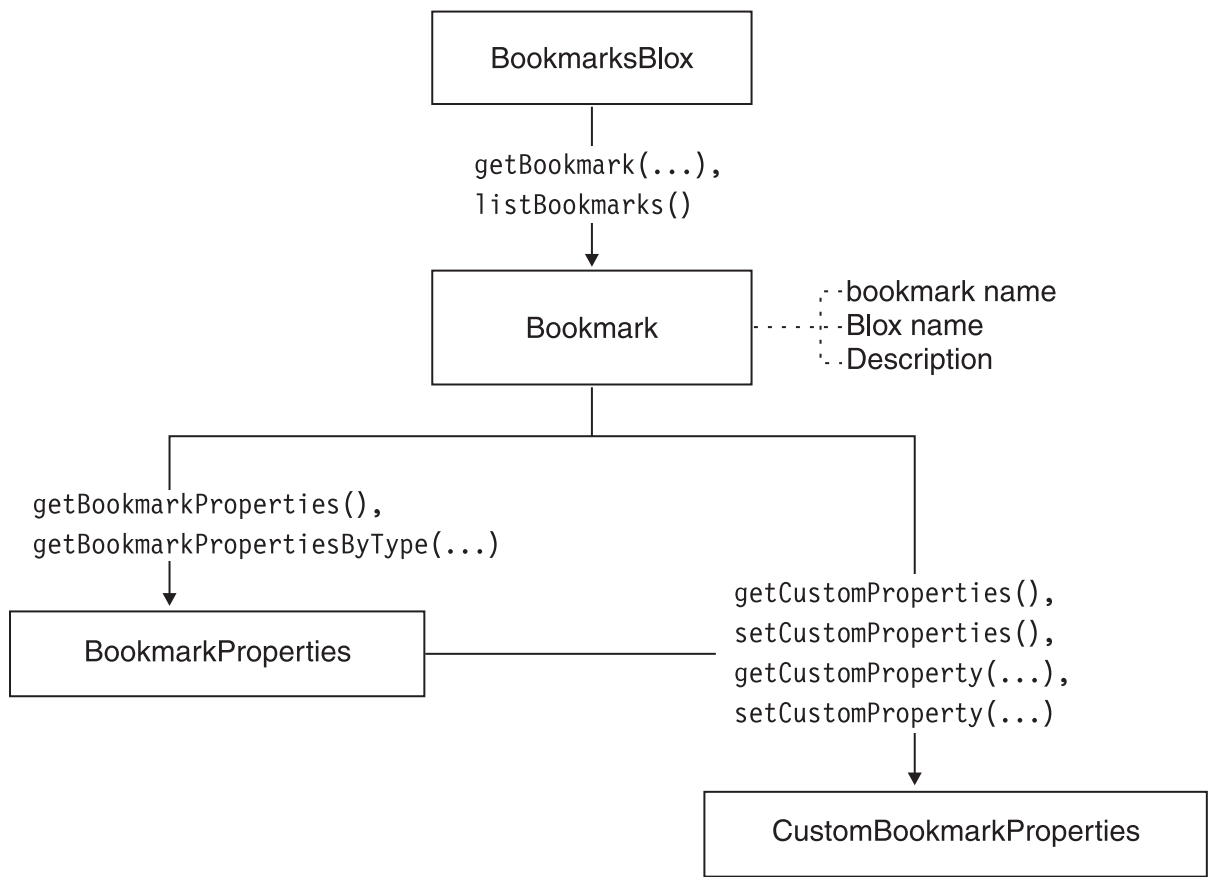 BookmarksBlox
getBookmark(...),
listBookmarks()
Bookmark
bookmark name
Blox name
Description
getBookmarkProperties(),
getBookmarkPropertiesByType(...)
BookmarkProperties
getCustomProperties(),
setCustomProperties(),
getCustomProperty(...),
setCustomProperty(...)
CustomBookmarkProperties